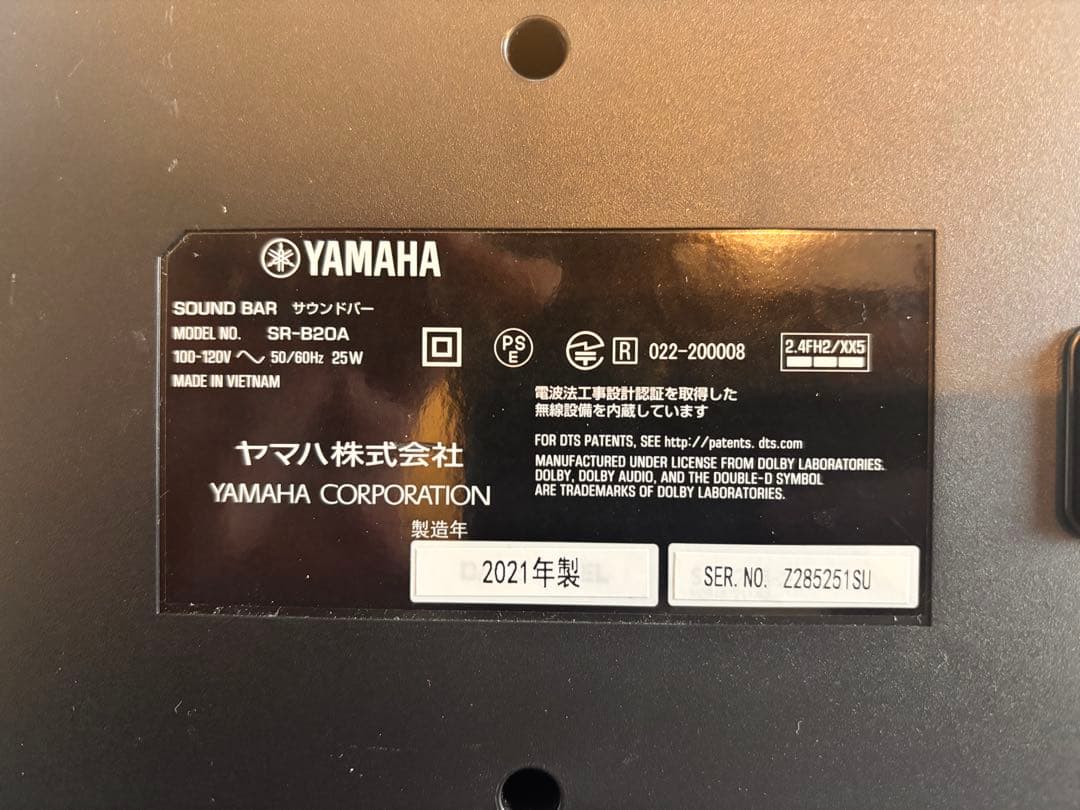 YAMAHA
SOUND BAR サウンドバー
MODEL NO. SR-B20A
100-120V 50/60Hz 25W
MADE IN VIETNAM
PS
E
R 022-200008
2.4FH2/XX5
電波法工事設計認証を取得した
無線設備を内蔵しています
FOR DTS PATENTS, SEE http://patents. dts.com
MANUFACTURED UNDER LICENSE FROM DOLBY LABORATORIES.
DOLBY, DOLBY AUDIO, AND THE DOUBLE-D SYMBOL
ARE TRADEMARKS OF DOLBY LABORATORIES.
ヤマハ株式会社
YAMAHA CORPORATION
製造年
2021年製
SER. NO. Z285251SU